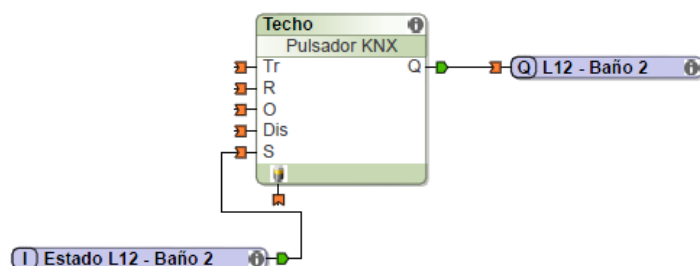 Techo
Pulsador KNX
Tr
Q
R
O
Dis
S
Q L12 - Baño 2
I Estado L12 - Baño 2